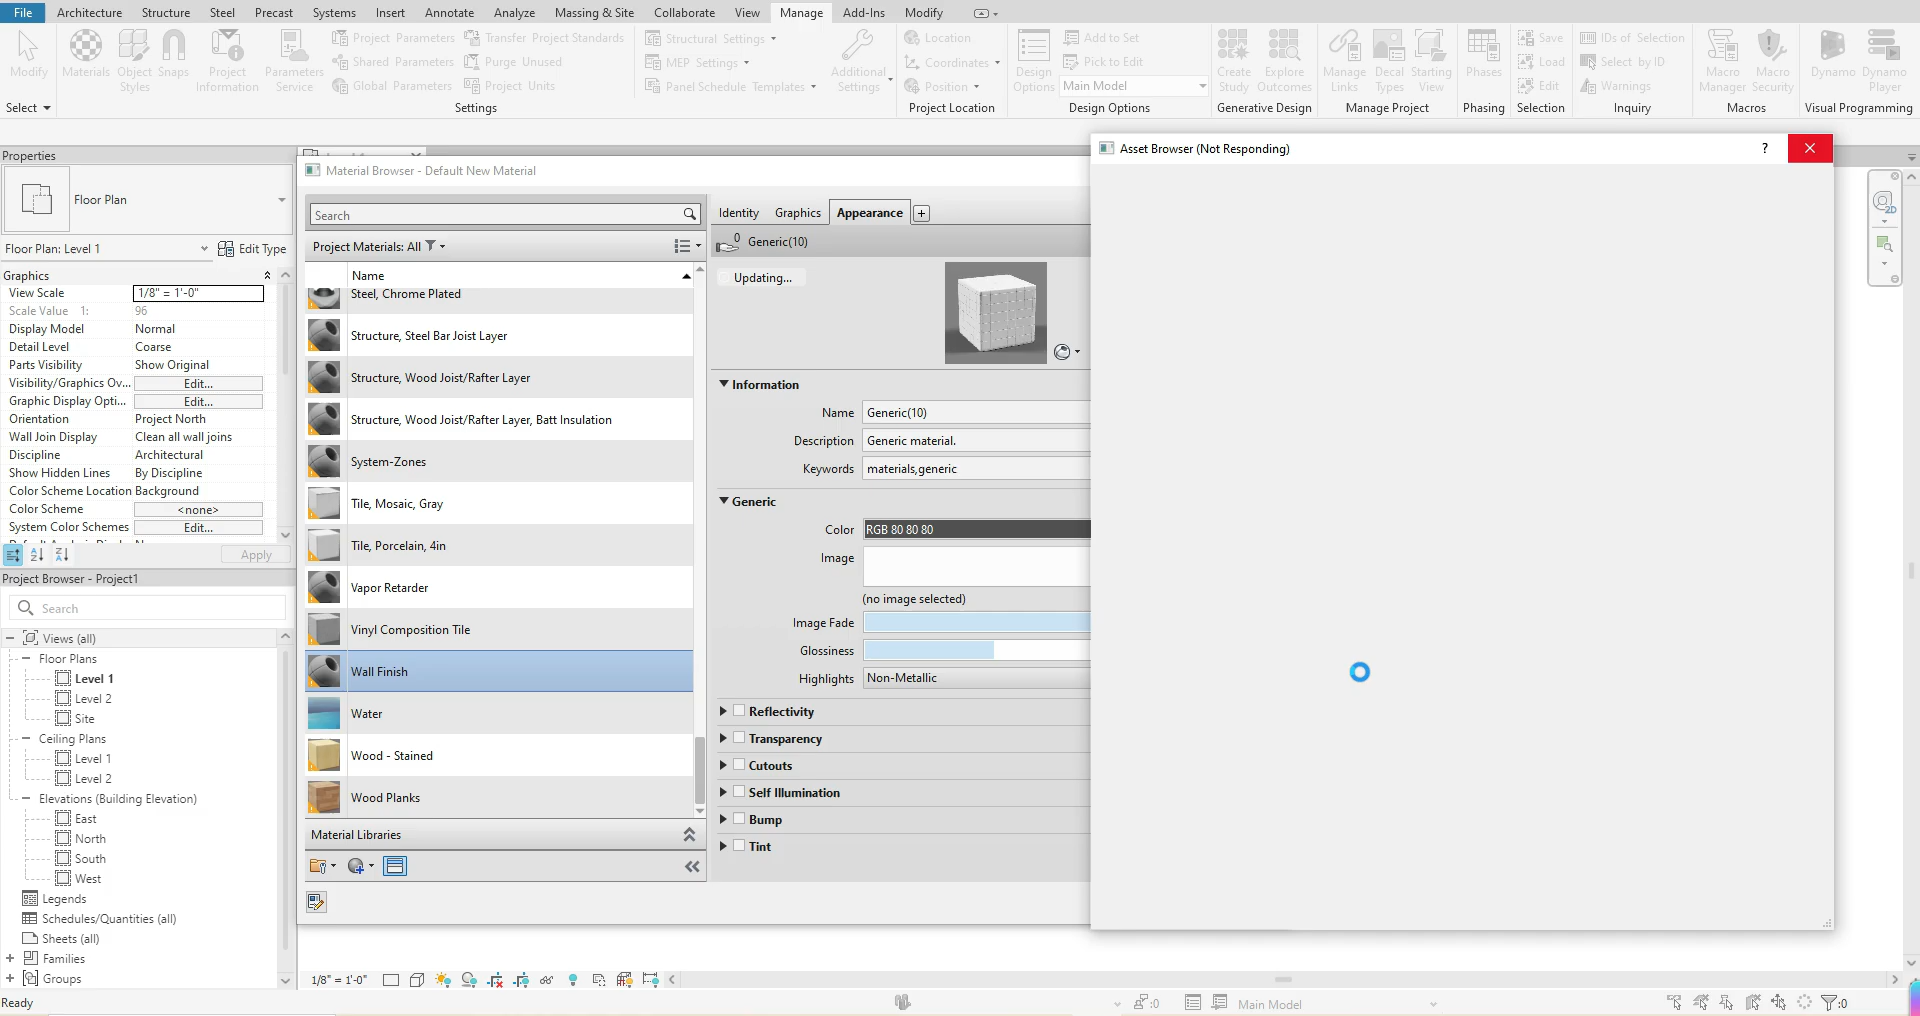 File Architecture Structure Steel Precast Systems Insert Annotate Analyze Massing & Site Collaborate View Manage Add-Ins Modify
Modify
Materials
Object Styles
Snaps
Project Information
Parameters Service
Project Parameters
Shared Parameters
Global Parameters
Transfer Project Standards
Purge Unused
Project Units
Structural Settings
MEP Settings
Panel Schedule Templates
Additional Settings
Location
Coordinates
Position
Design Options
Add to Set
Pick to Edit
Main Model
Create Study
Explore Outcomes
Manage Links
Decal Types
Starting View
Phases
Save
Load
Edit
IDs of Selection
Select by ID
Warnings
Macro Manager
Macro Security
Dynamo
Dynamo Player
Select
Settings
Project Location
Design Options
Generative Design
Manage Project
Phasing
Selection
Inquiry
Macros
Visual Programming
Properties
Floor Plan
Floor Plan: Level 1
Edit Type
Graphics
View Scale 1/8" = 1'-0"
Scale Value 1: 96
Display Model Normal
Detail Level Coarse
Parts Visibility Show Original
Visibility/Graphics Ov... Edit...
Graphic Display Opti... Edit...
Orientation Project North
Wall Join Display Clean all wall joins
Discipline Architectural
Show Hidden Lines By Discipline
Color Scheme Location Background
Color Scheme <none>
System Color Schemes Edit...
Apply
Project Browser - Project1
Search
Views (all)
Floor Plans
Level 1
Level 2
Site
Ceiling Plans
Level 1
Level 2
Elevations (Building Elevation)
East
North
South
West
Legends
Schedules/Quantities (all)
Sheets (all)
Families
Groups
Ready
Material Browser - Default New Material
Search
Project Materials: All
Name
Steel, Chrome Plated
Structure, Steel Bar Joist Layer
Structure, Wood Joist/Rafter Layer
Structure, Wood Joist/Rafter Layer, Batt Insulation
System-Zones
Tile, Mosaic, Gray
Tile, Porcelain, 4in
Vapor Retarder
Vinyl Composition Tile
Wall Finish
Water
Wood - Stained
Wood Planks
Material Libraries
Identity Graphics Appearance +
0 Generic(10)
Updating...
Information
Name Generic(10)
Description Generic material.
Keywords materials,generic
Generic
Color RGB 80 80 80
Image
(no image selected)
Image Fade
Glossiness
Highlights Non-Metallic
Reflectivity
Transparency
Cutouts
Self Illumination
Bump
Tint
Asset Browser (Not Responding) ?
2D
1/8" = 1'-0"
:0 Main Model :0